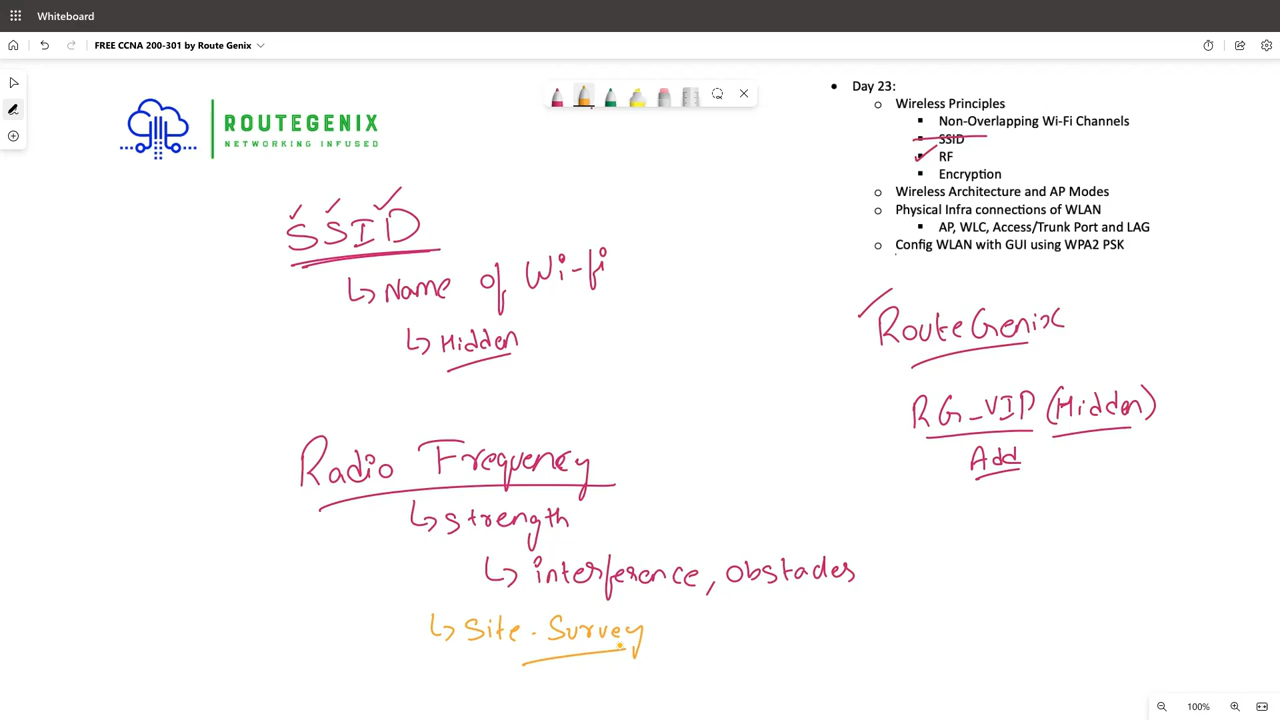 Whiteboard
FREE CCNA 200-301 by Route Genix
ROUTEGENIX
NETWORKING INFUSED
Day 23:
Wireless Principles
Non-Overlapping Wi-Fi Channels
SSID
RF
Encryption
Wireless Architecture and AP Modes
Physical Infra connections of WLAN
AP, WLC, Access/Trunk Port and LAG
Config WLAN with GUI using WPA2 PSK
SSID
Name of Wi-fi
Hidden
RouteGenix
RG_VIP (Hidden)
Add
Radio Frequency
strength
interference, obstacles
Site. Survey
100%